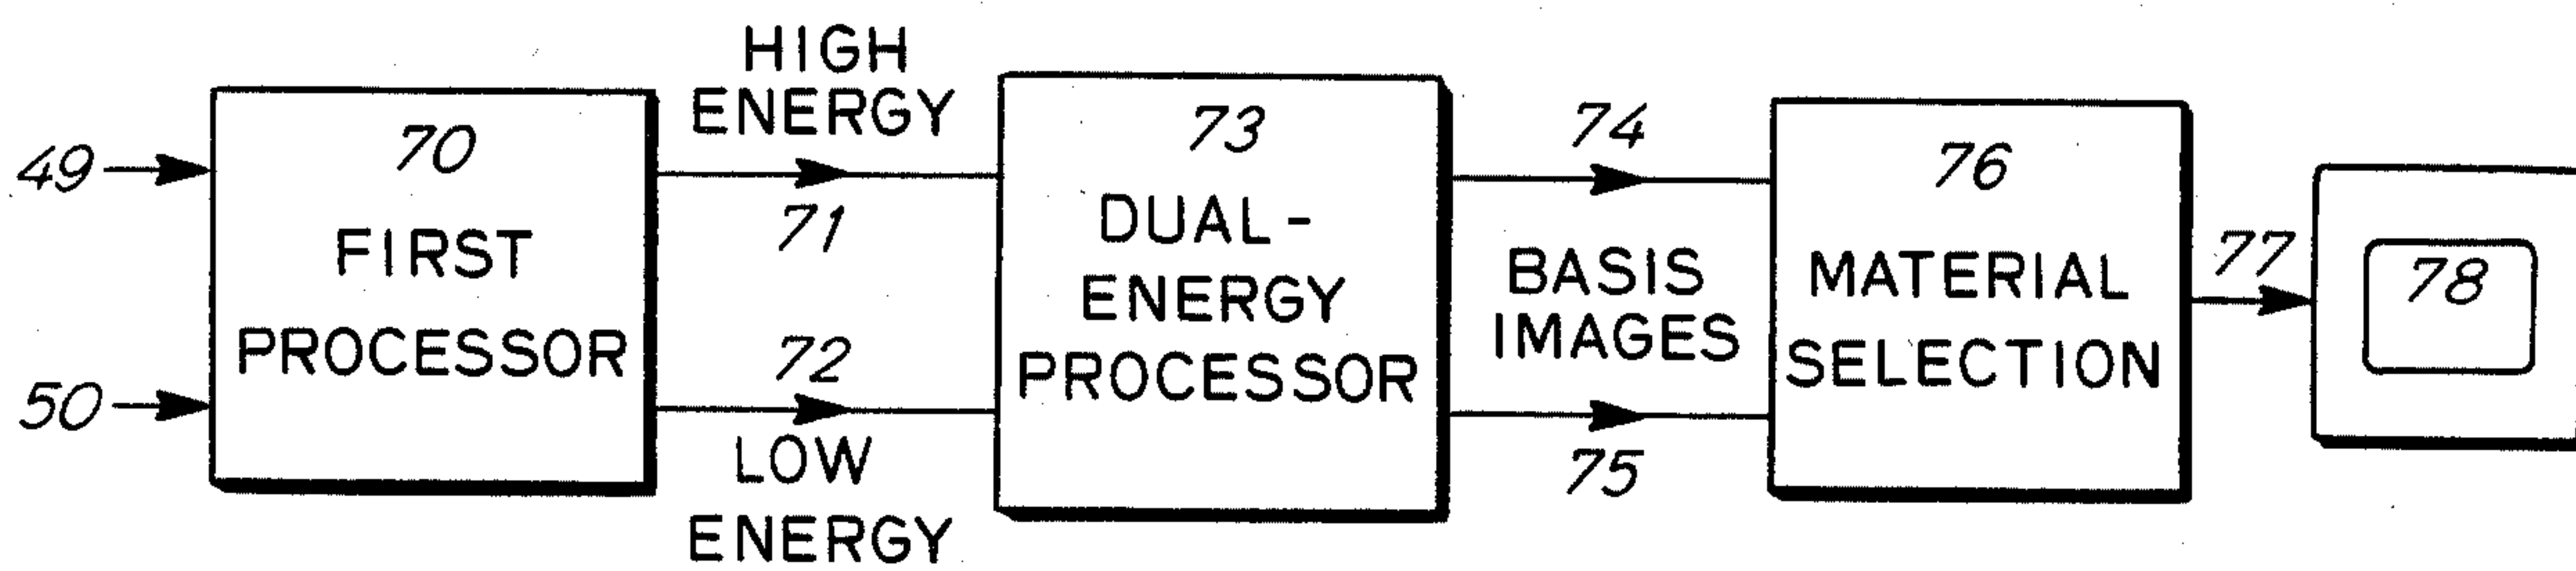 49
50
70
FIRST
PROCESSOR
HIGH
ENERGY
71
72
LOW
ENERGY
73
DUAL-
ENERGY
PROCESSOR
74
BASIS
IMAGES
75
76
MATERIAL
SELECTION
77
78